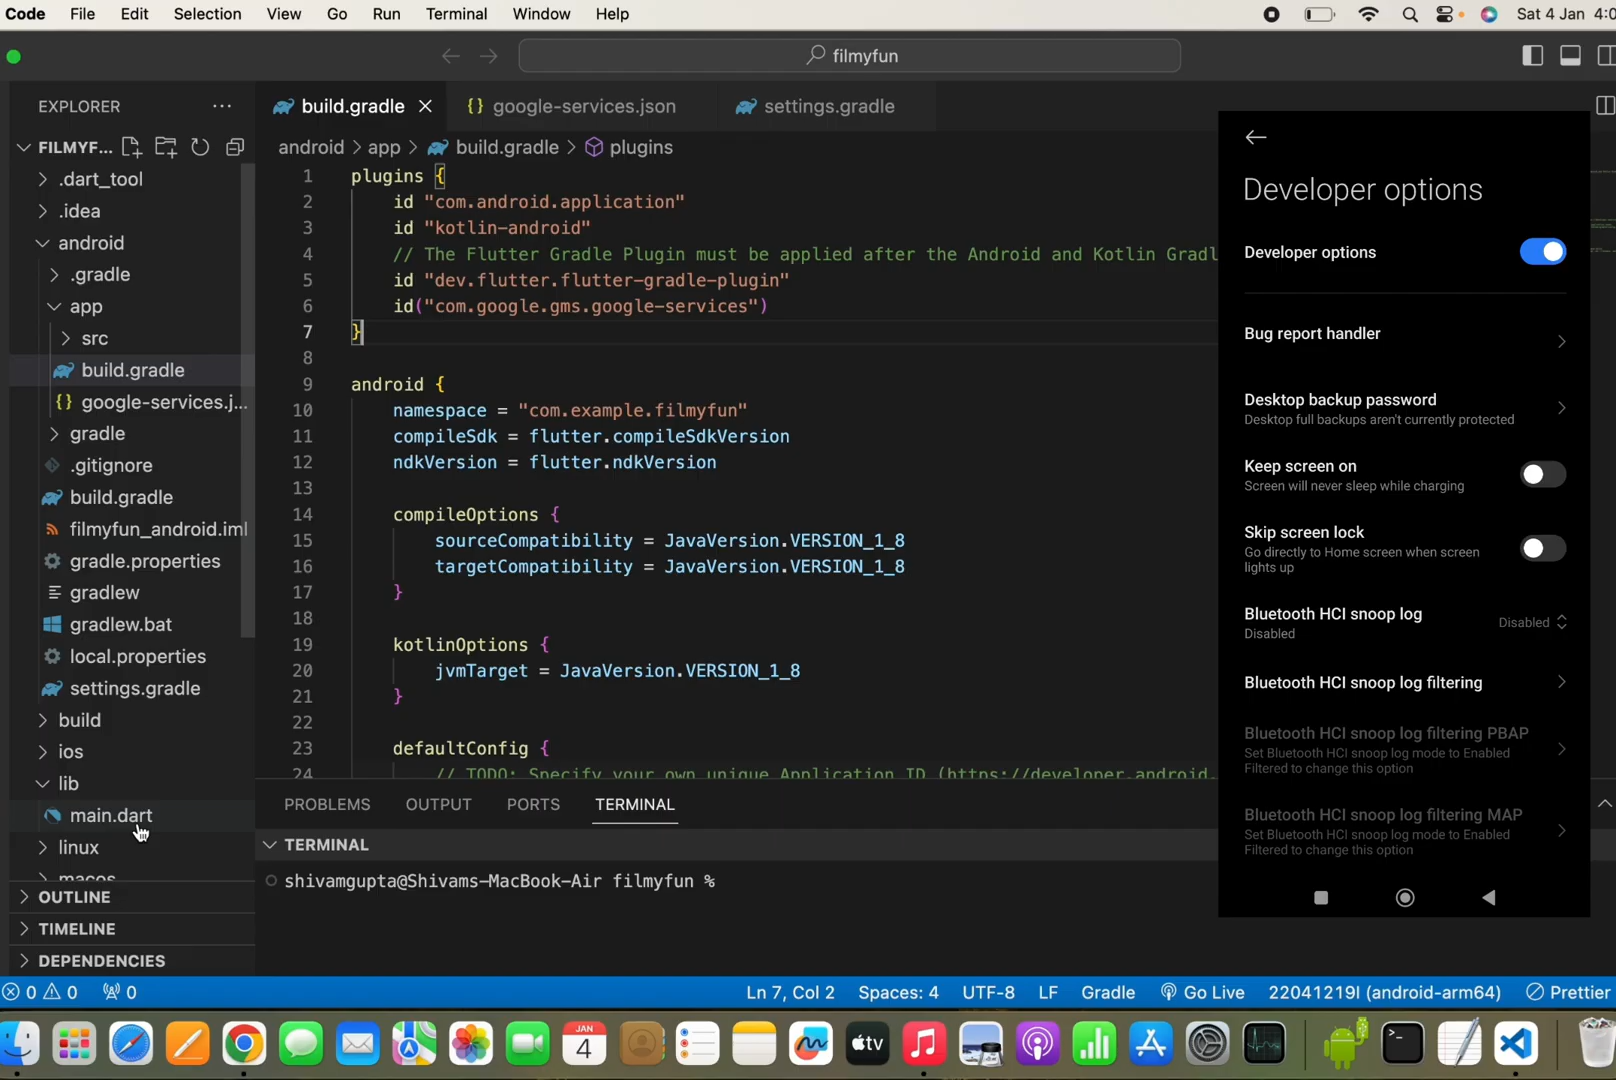 Code File Edit Selection View Go Run Terminal Window Help Sat 4 Jan
filmyfun
EXPLORER
FILMYF...
.dart_tool
.idea
android
.gradle
app
src
build.gradle
google-services.j...
gradle
.gitignore
build.gradle
filmyfun_android.iml
gradle.properties
gradlew
gradlew.bat
local.properties
settings.gradle
build
ios
lib
main.dart
linux
macos
OUTLINE
TIMELINE
DEPENDENCIES
build.gradle google-services.json settings.gradle
android > app > build.gradle > plugins
1 plugins {
2 id "com.android.application"
3 id "kotlin-android"
4 // The Flutter Gradle Plugin must be applied after the Android and Kotlin Gradl
5 id "dev.flutter.flutter-gradle-plugin"
6 id("com.google.gms.google-services")
7 }
8
9 android {
10 namespace = "com.example.filmyfun"
11 compileSdk = flutter.compileSdkVersion
12 ndkVersion = flutter.ndkVersion
13
14 compileOptions {
15 sourceCompatibility = JavaVersion.VERSION_1_8
16 targetCompatibility = JavaVersion.VERSION_1_8
17 }
18
19 kotlinOptions {
20 jvmTarget = JavaVersion.VERSION_1_8
21 }
22
23 defaultConfig {
24 // TODO: Specify your own unique Application ID (https://developer.android.
PROBLEMS OUTPUT PORTS TERMINAL
TERMINAL
shivamgupta@Shivams-MacBook-Air filmyfun %
Developer options
Developer options
Bug report handler
Desktop backup password
Desktop full backups aren't currently protected
Keep screen on
Screen will never sleep while charging
Skip screen lock
Go directly to Home screen when screen
lights up
Bluetooth HCI snoop log
Disabled
Disabled
Bluetooth HCI snoop log filtering
Bluetooth HCI snoop log filtering PBAP
Set Bluetooth HCI snoop log mode to Enabled
Filtered to change this option
Bluetooth HCI snoop log filtering MAP
Set Bluetooth HCI snoop log mode to Enabled
Filtered to change this option
0 0 0 Ln 7, Col 2 Spaces: 4 UTF-8 LF Gradle Go Live 22041219I (android-arm64) Prettier
JAN
4
tv